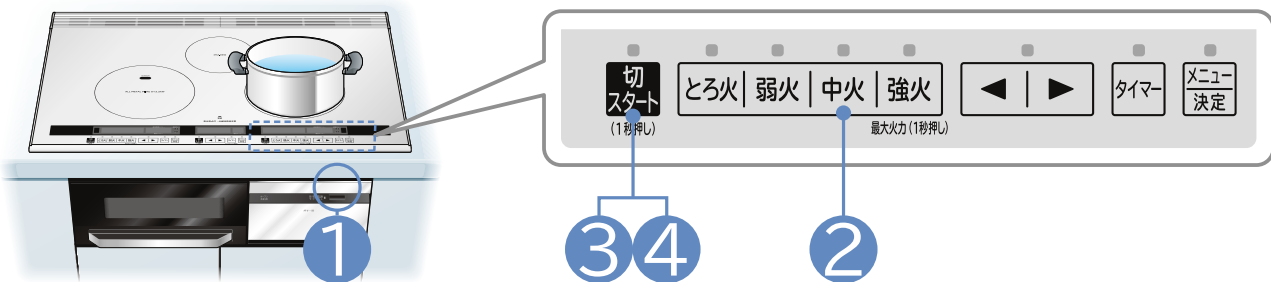 切
スタート
(1秒押し)
とろ火
弱火
中火
強火
最大火力(1秒押し)
◀
▶
タイマー
メニュー
決定
1
3
4
2